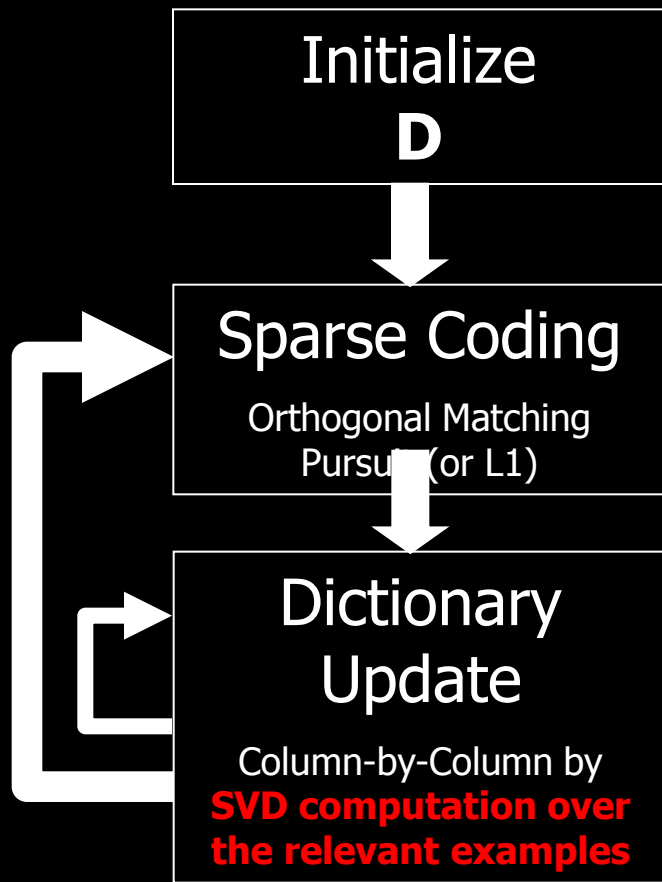 Initialize
D
Sparse Coding
Orthogonal Matching
Pursuit (or L1)
Dictionary
Update
Column-by-Column by
SVD computation over
the relevant examples